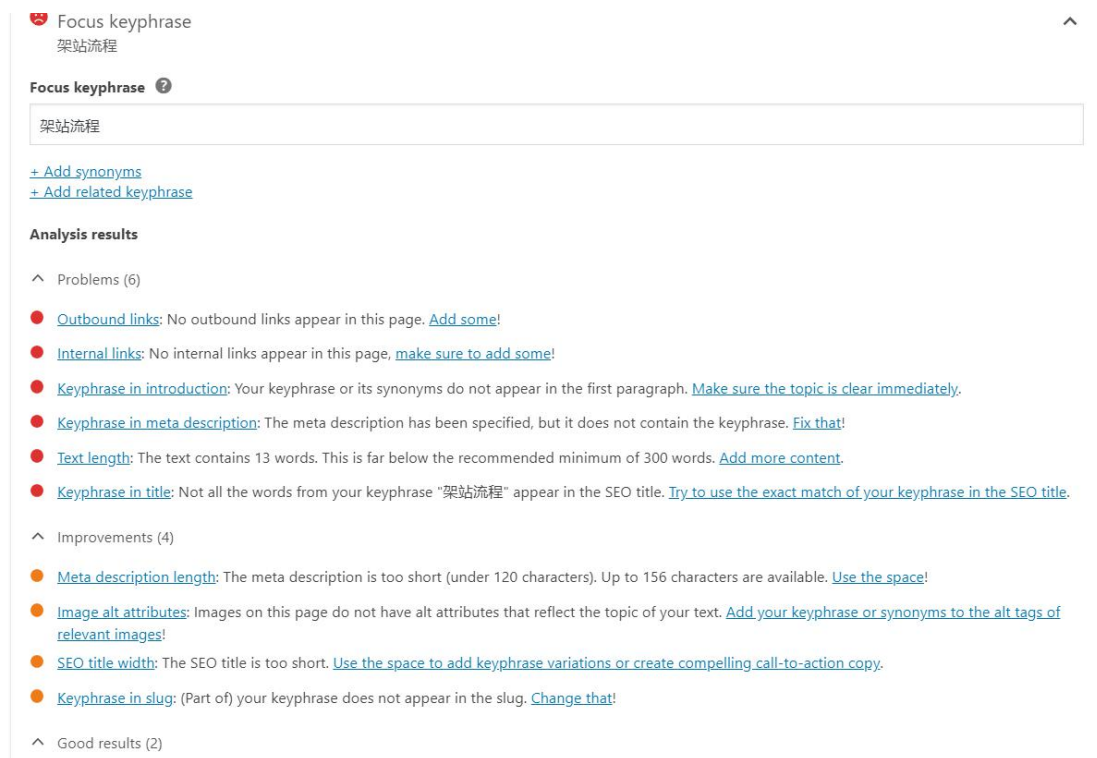 Focus keyphrase
架站流程
Focus keyphrase ?
架站流程
+ Add synonyms
+ Add related keyphrase
Analysis results
Problems (6)
Outbound links: No outbound links appear in this page. Add some!
Internal links: No internal links appear in this page, make sure to add some!
Keyphrase in introduction: Your keyphrase or its synonyms do not appear in the first paragraph. Make sure the topic is clear immediately.
Keyphrase in meta description: The meta description has been specified, but it does not contain the keyphrase. Fix that!
Text length: The text contains 13 words. This is far below the recommended minimum of 300 words. Add more content.
Keyphrase in title: Not all the words from your keyphrase "架站流程" appear in the SEO title. Try to use the exact match of your keyphrase in the SEO title.
Improvements (4)
Meta description length: The meta description is too short (under 120 characters). Up to 156 characters are available. Use the space!
Image alt attributes: Images on this page do not have alt attributes that reflect the topic of your text. Add your keyphrase or synonyms to the alt tags of
relevant images!
SEO title width: The SEO title is too short. Use the space to add keyphrase variations or create compelling call-to-action copy.
Keyphrase in slug: (Part of) your keyphrase does not appear in the slug. Change that!
Good results (2)